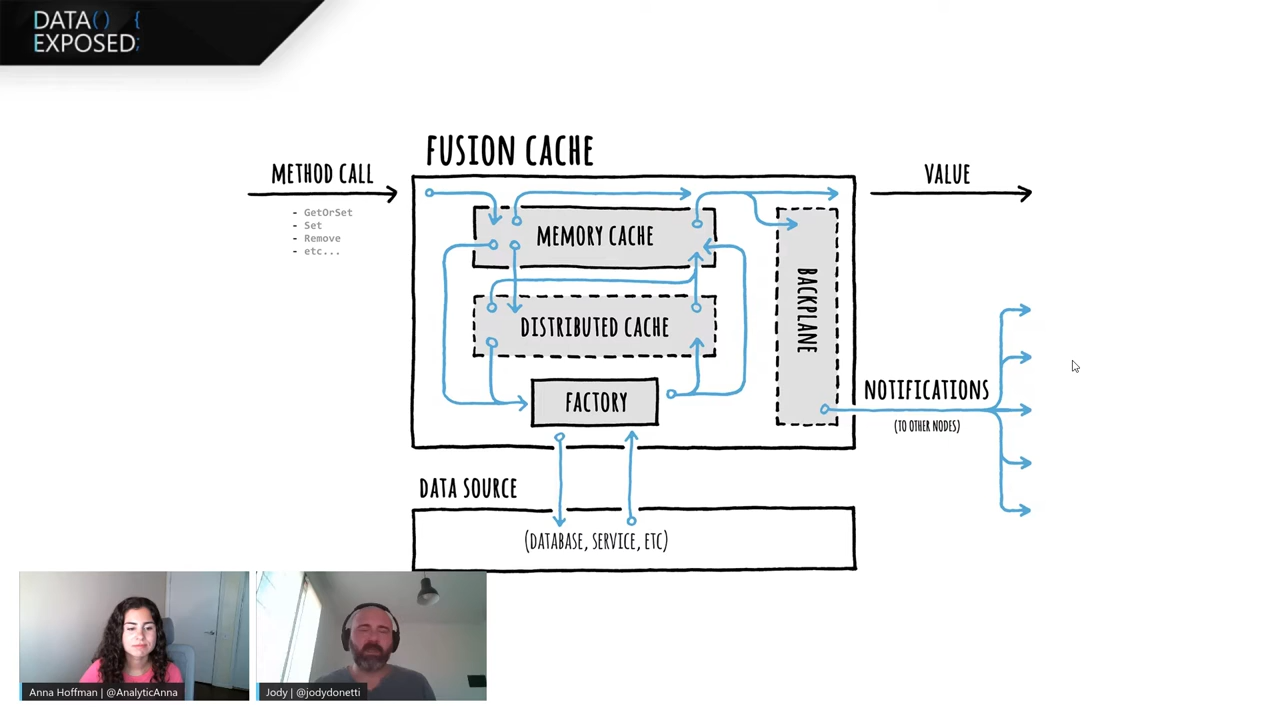 DATA() {
EXPOSED;
FUSION CACHE
METHOD CALL
- GetOrSet
- Set
- Remove
- etc...
VALUE
MEMORY CACHE
DISTRIBUTED CACHE
FACTORY
BACKPLANE
NOTIFICATIONS
(TO OTHER NODES)
DATA SOURCE
(DATABASE, SERVICE, ETC)
Anna Hoffman | @AnalyticAnna
Jody | @jodydonetti